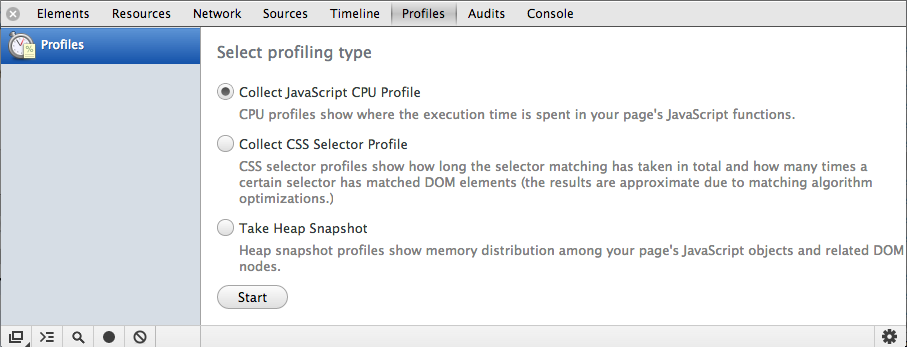 Elements Resources Network Sources Timeline Profiles Audits Console
Profiles
Select profiling type
Collect JavaScript CPU Profile
CPU profiles show where the execution time is spent in your page's JavaScript functions.
Collect CSS Selector Profile
CSS selector profiles show how long the selector matching has taken in total and how many times a
certain selector has matched DOM elements (the results are approximate due to matching algorithm
optimizations.)
Take Heap Snapshot
Heap snapshot profiles show memory distribution among your page's JavaScript objects and related DOM
nodes.
Start